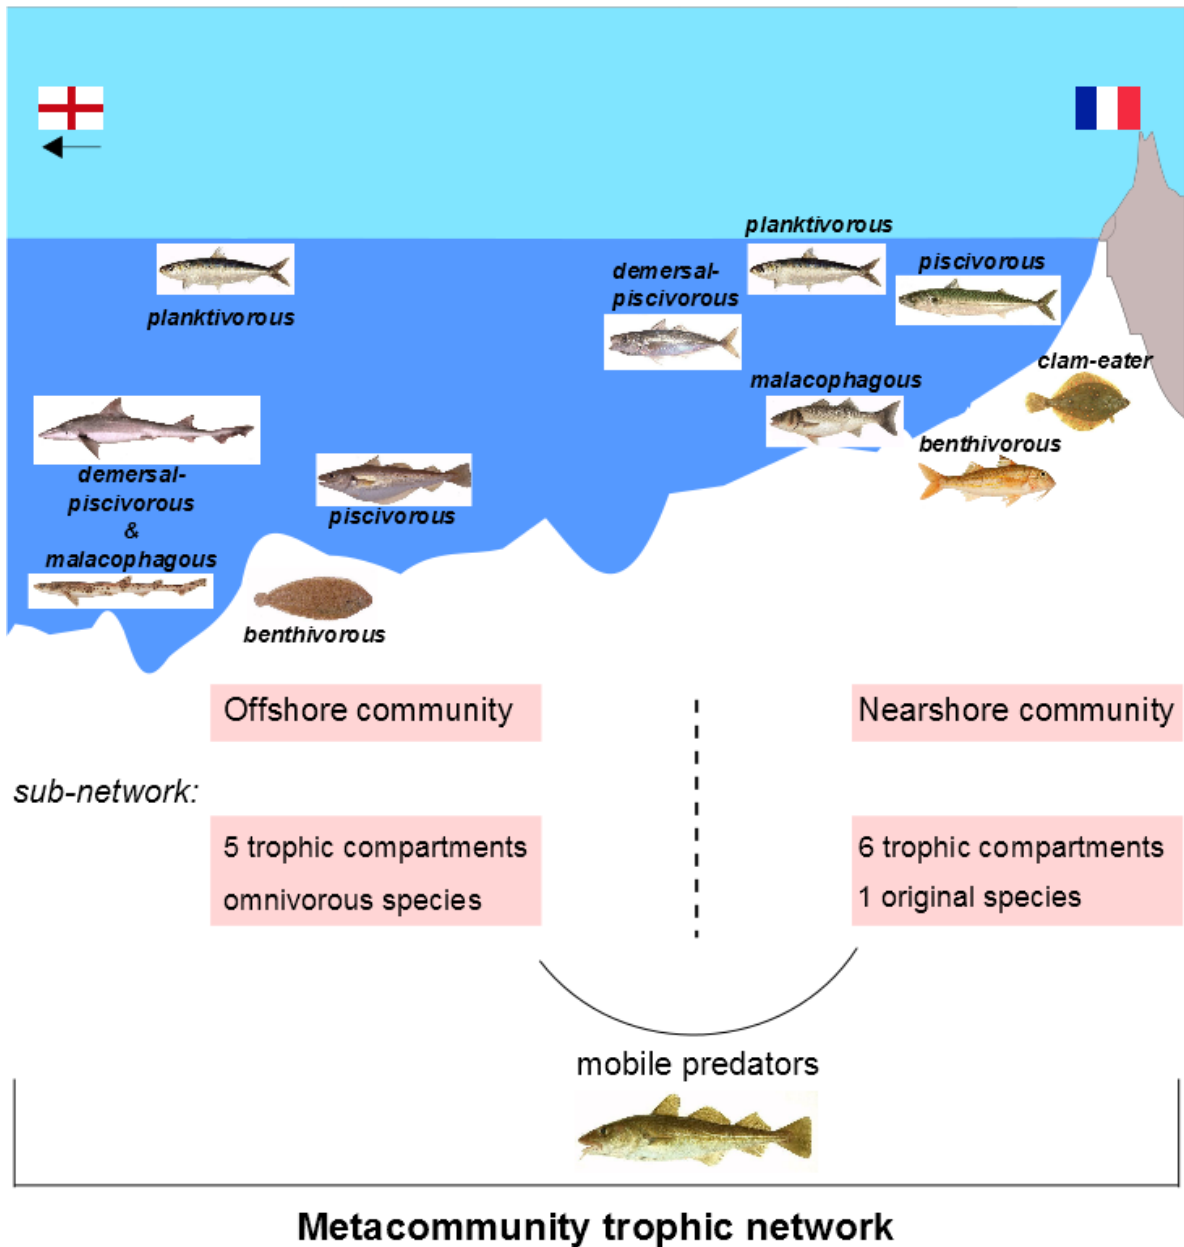 planktivorous
demersal-
piscivorous
planktivorous
piscivorous
clam-eater
malacophagous
benthivorous
demersal-
piscivorous
&
malacophagous
piscivorous
benthivorous
Offshore community
Nearshore community
sub-network:
5 trophic compartments
omnivorous species
6 trophic compartments
1 original species
mobile predators
Metacommunity trophic network